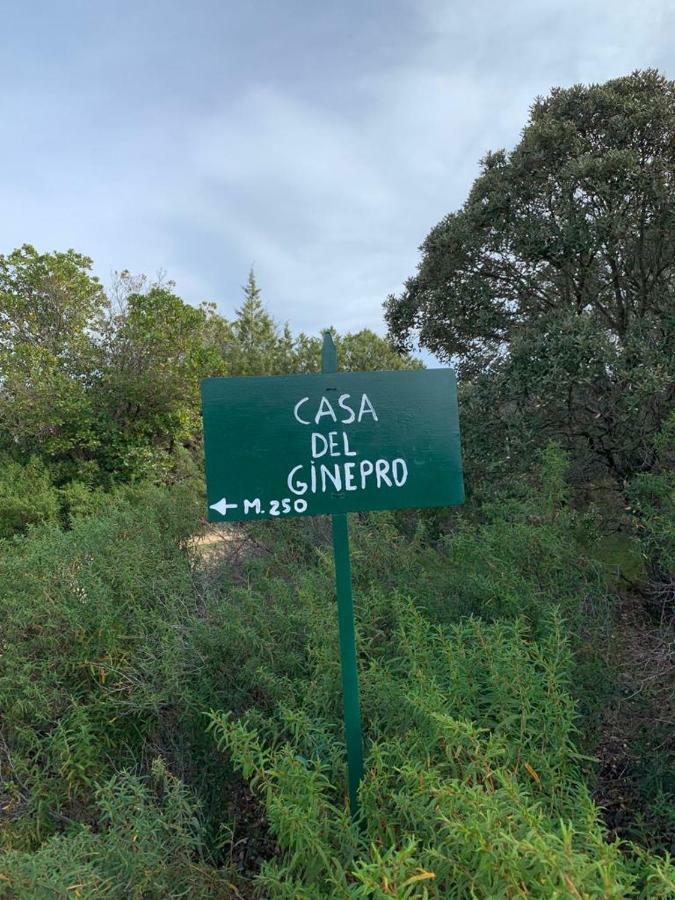 CASA
DEL
GINEPRO
← M. 250